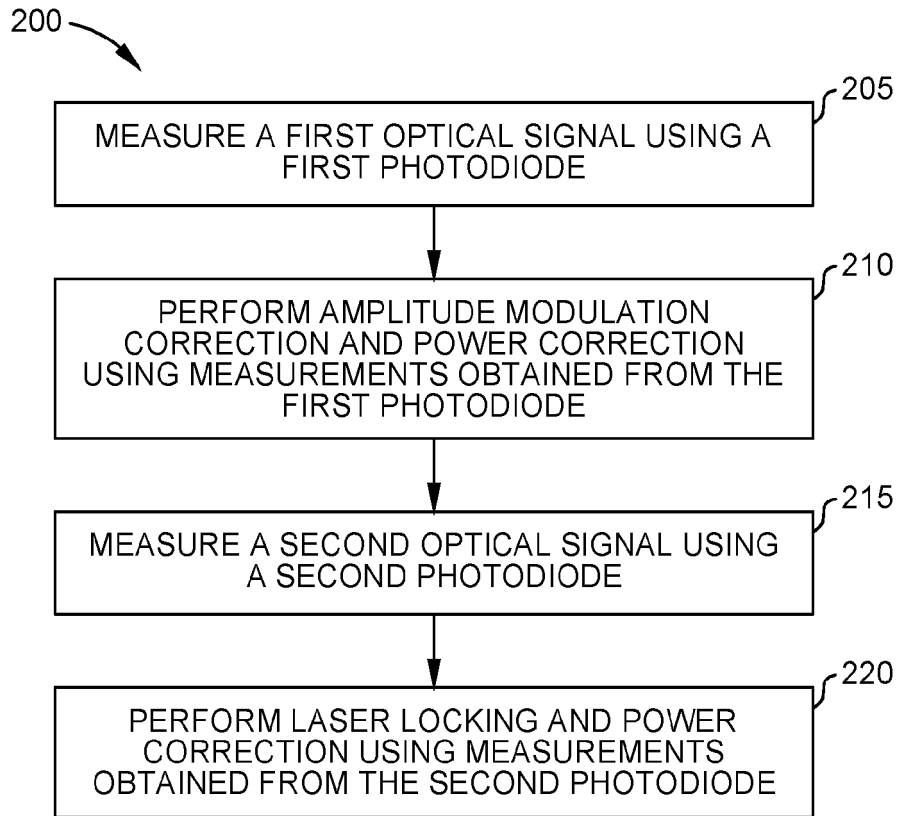 200
205
MEASURE A FIRST OPTICAL SIGNAL USING A
FIRST PHOTODIODE
210
PERFORM AMPLITUDE MODULATION
CORRECTION AND POWER CORRECTION
USING MEASUREMENTS OBTAINED FROM THE
FIRST PHOTODIODE
215
MEASURE A SECOND OPTICAL SIGNAL USING
A SECOND PHOTODIODE
220
PERFORM LASER LOCKING AND POWER
CORRECTION USING MEASUREMENTS
OBTAINED FROM THE SECOND PHOTODIODE